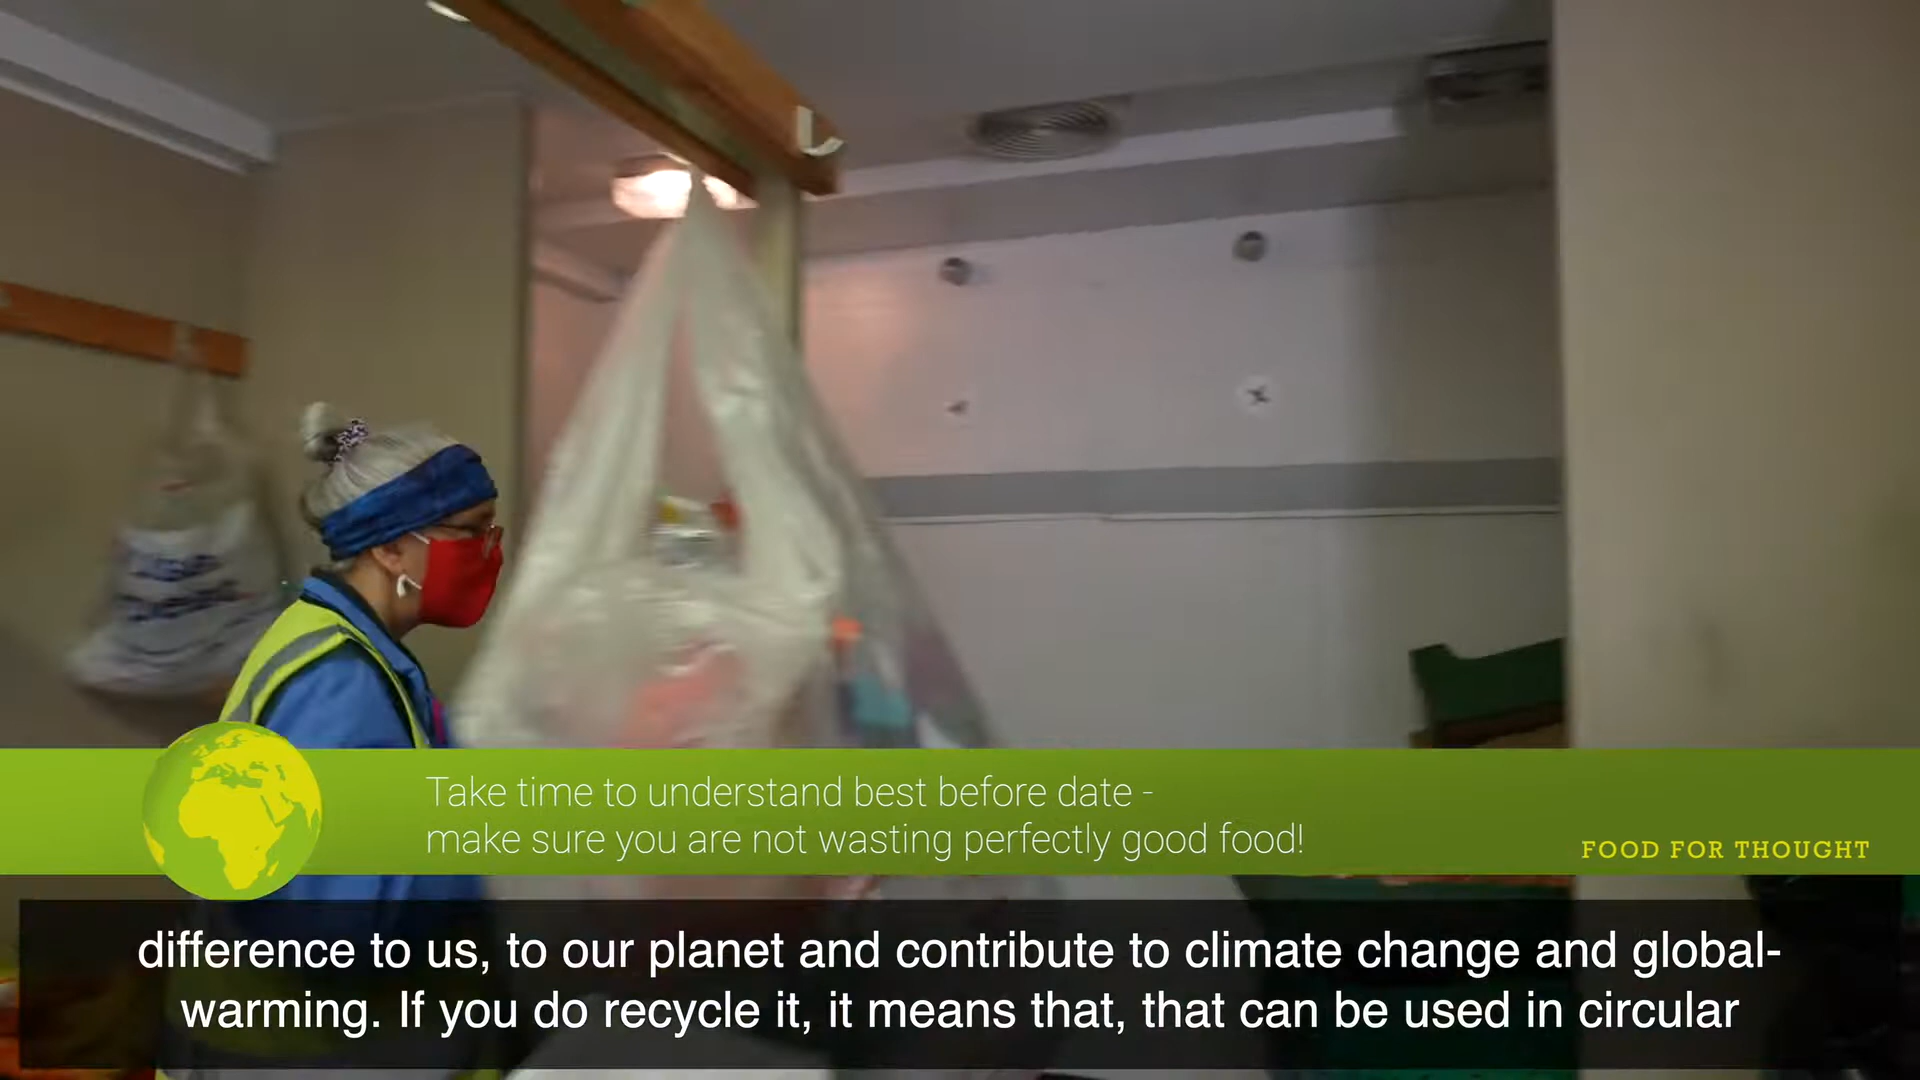 Take time to understand best before date -
make sure you are not wasting perfectly good food!
FOOD FOR THOUGHT
difference to us, to our planet and contribute to climate change and global-
warming. If you do recycle it, it means that, that can be used in circular